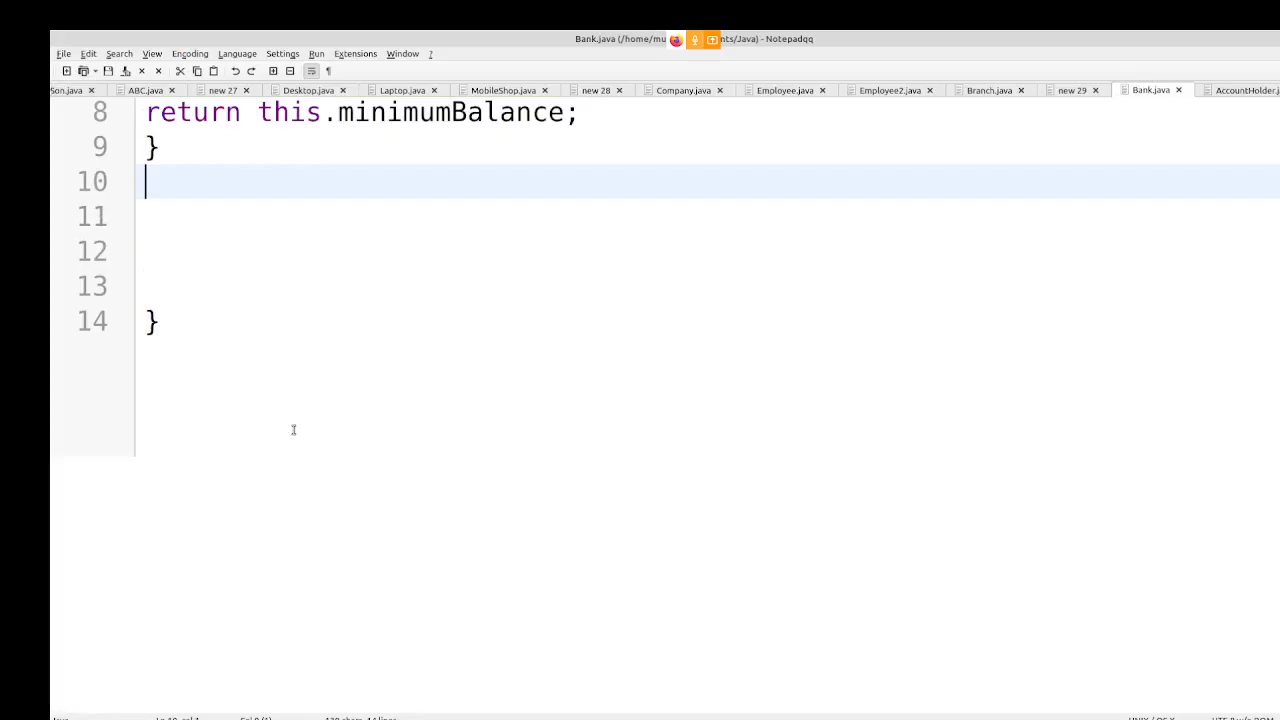 Bank.java (/home/mu nts/Java) - Notepadqq
File Edit Search View Encoding Language Settings Run Extensions Window ?
son.java ABC.java new 27 Desktop.java Laptop.java MobileShop.java new 28 Company.java Employee.java Employee2.java Branch.java new 29 Bank.java AccountHolder.j
8 return this.minimumBalance;
9 }
10
11
12
13
14 }